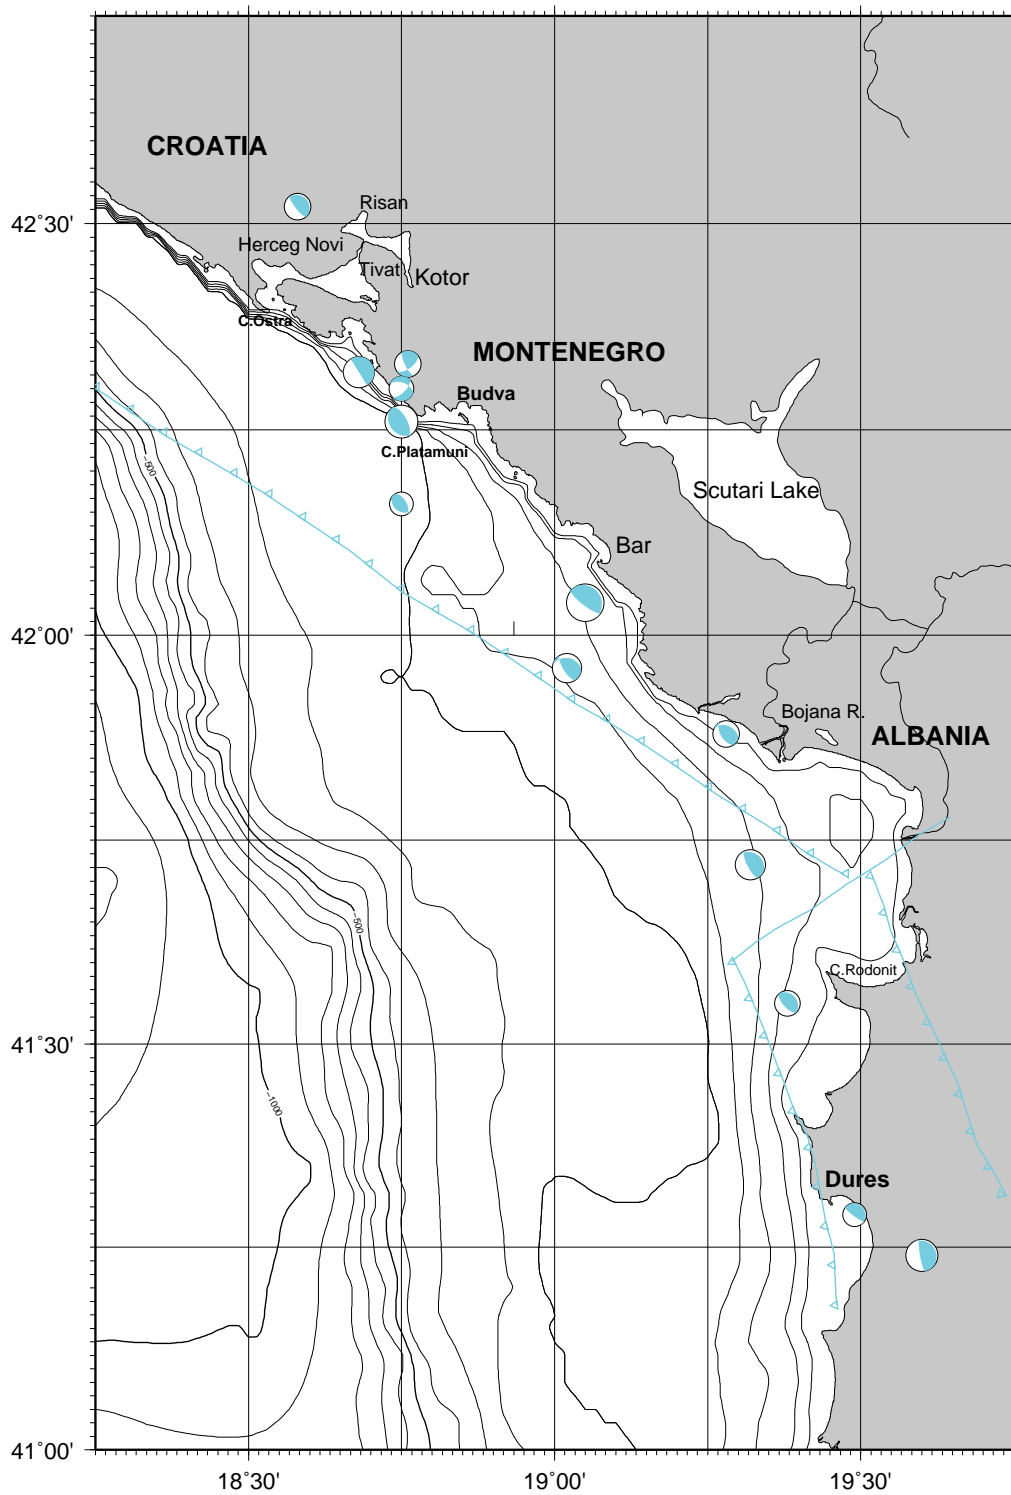 CROATIA
Risan
42°30'
Herceg Novi
Tivat
Kotor
C.Ostra
MONTENEGRO
Budva
C.Platamuni
-500
Scutari Lake
Bar
42°00'
Bojana R.
ALBANIA
-500
C.Rodonit
41°30'
-1000
Dures
41°00'
18°30'
19°00'
19°30'